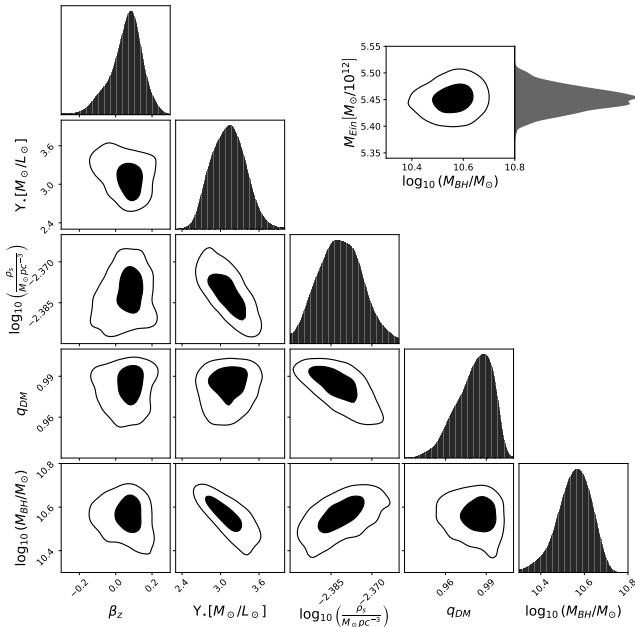 5.55
5.50
5.45
5.40
5.35
M_{Ein}[M_⊙/10^{12}]
10.4 10.6 10.8
log_{10}(M_{BH}/M_⊙)
3.6
3.0
2.4
Υ_⋆[M_⊙/L_⊙]
−2.370
−2.385
log_{10}(ρ_s/M_⊙pc^{−3})
0.99
0.96
q_{DM}
10.8
10.6
10.4
log_{10}(M_{BH}/M_⊙)
−0.2 0.0 0.2 2.4 3.0 3.6 −2.385 −2.370 0.96 0.99 10.4 10.6 10.8
β_z Υ_⋆[M_⊙/L_⊙] log_{10}(ρ_s/M_⊙pc^{−3}) q_{DM} log_{10}(M_{BH}/M_⊙)